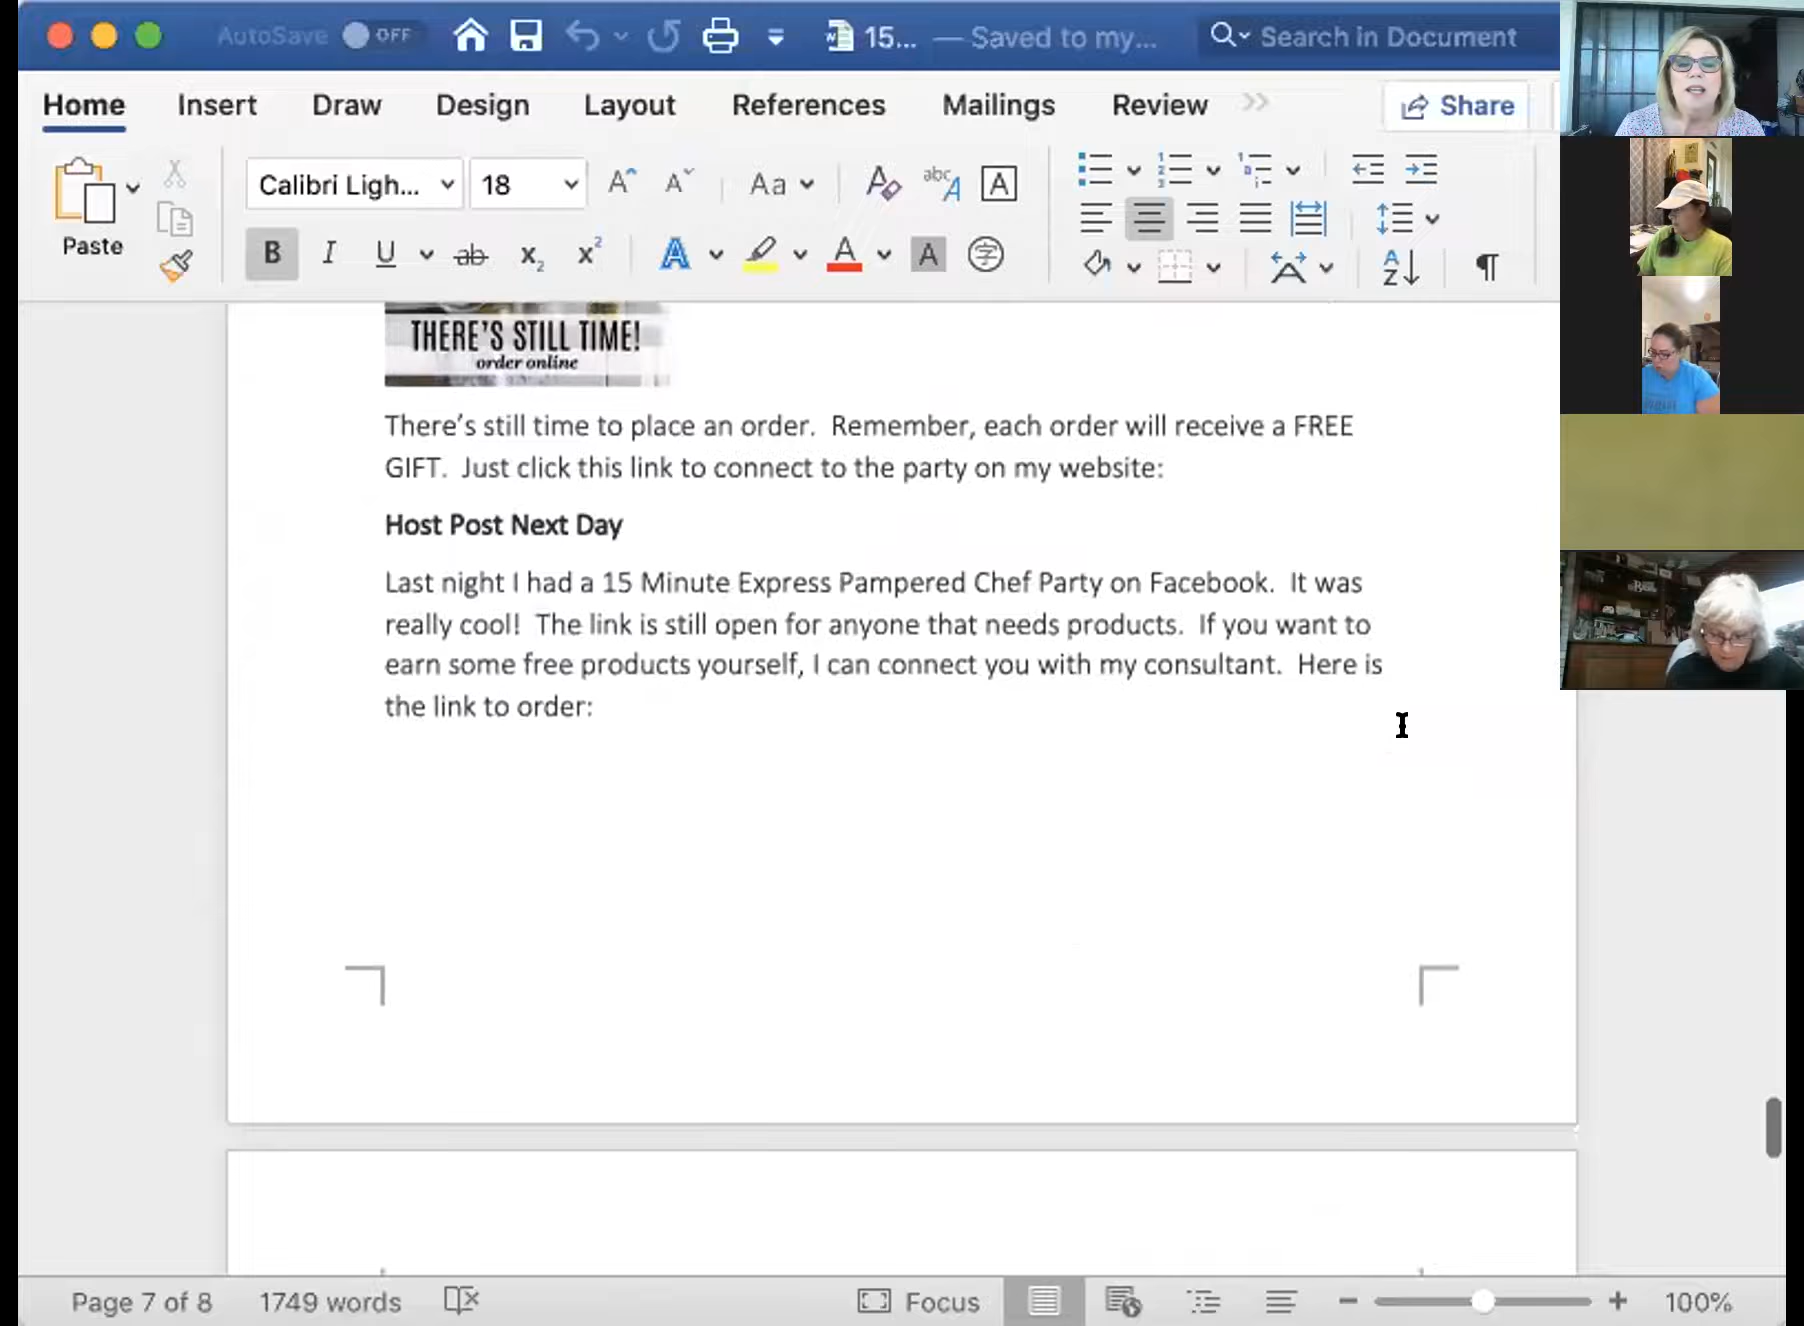 AutoSave OFF 15... — Saved to my... Search in Document
Home Insert Draw Design Layout References Mailings Review Share
Paste
Calibri Ligh... 18
THERE'S STILL TIME!
order online
There's still time to place an order. Remember, each order will receive a FREE
GIFT. Just click this link to connect to the party on my website:
Host Post Next Day
Last night I had a 15 Minute Express Pampered Chef Party on Facebook. It was
really cool! The link is still open for anyone that needs products. If you want to
earn some free products yourself, I can connect you with my consultant. Here is
the link to order:
Page 7 of 8 1749 words Focus 100%